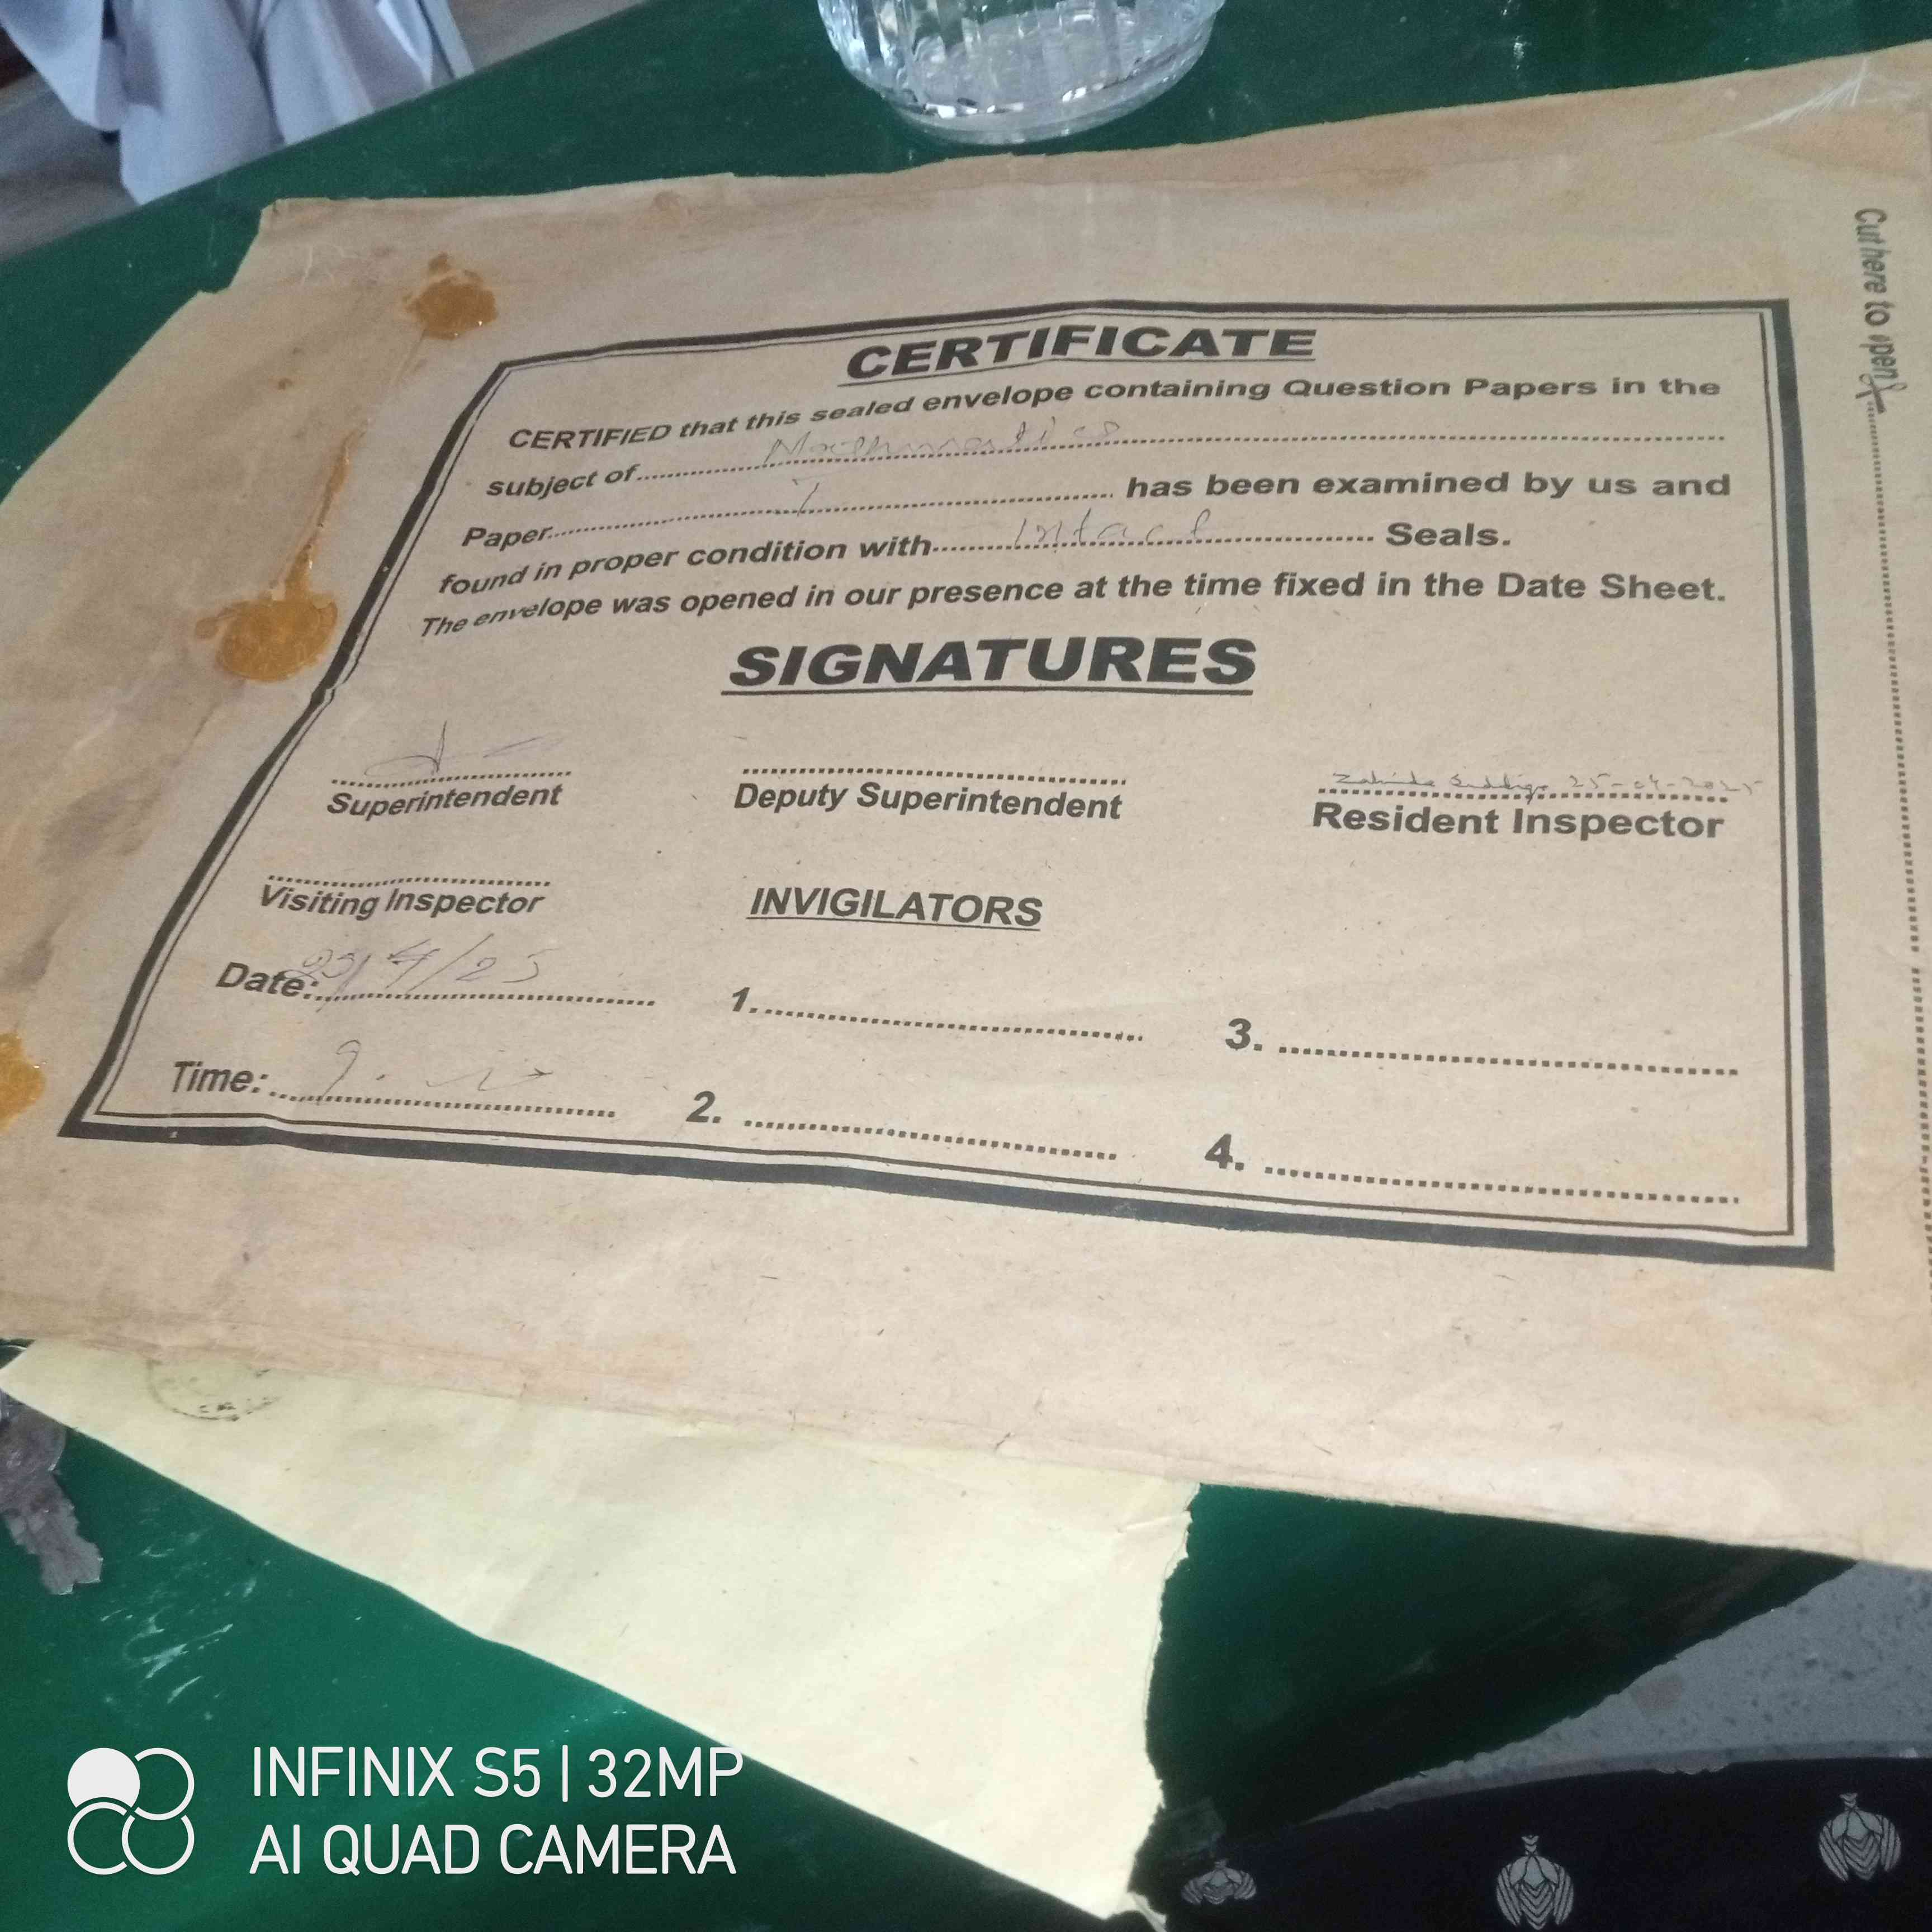 Cut here to open
CERTIFICATE
CERTIFIED that this sealed envelope containing Question Papers in the
subject of Mathmatics
Paper has been examined by us and
found in proper condition with Intact Seals.
The envelope was opened in our presence at the time fixed in the Date Sheet.
SIGNATURES
Superintendent
Deputy Superintendent
25-04-2025
Resident Inspector
Visiting Inspector
INVIGILATORS
Date: 4/25
1.
3.
Time: 9.
2.
4.
INFINIX S5 | 32MP
AI QUAD CAMERA